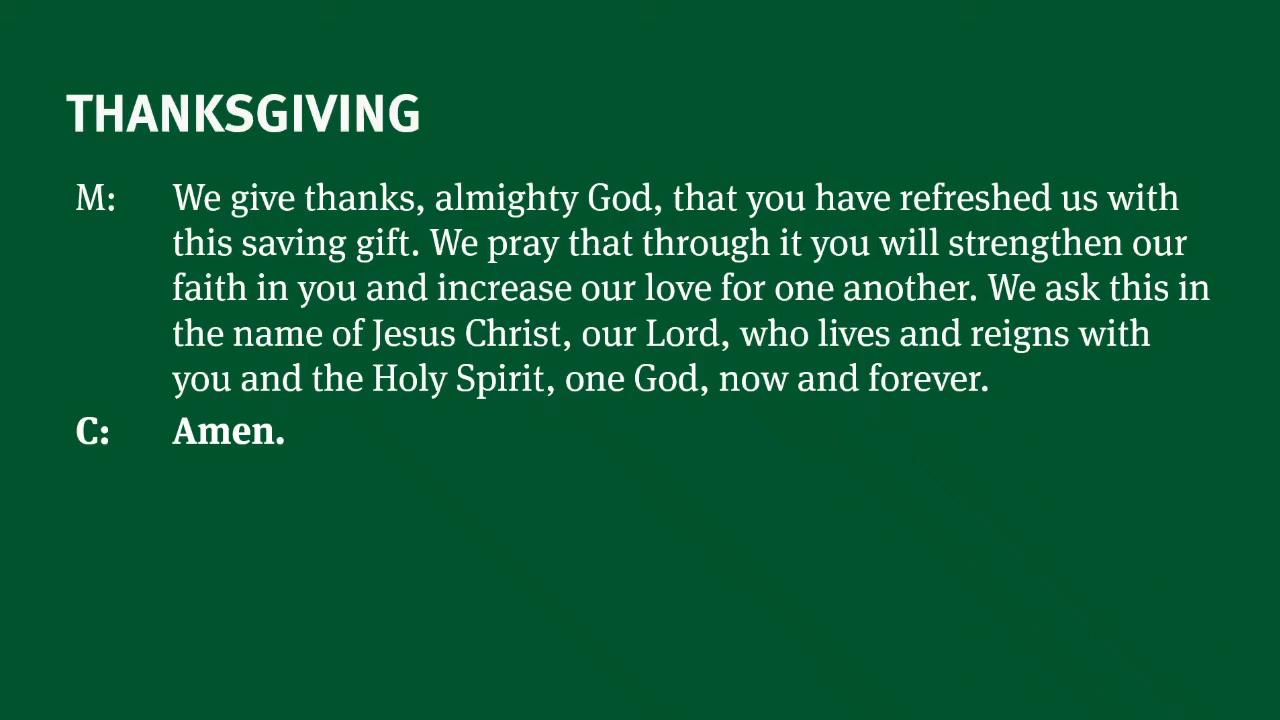 THANKSGIVING
M: We give thanks, almighty God, that you have refreshed us with
this saving gift. We pray that through it you will strengthen our
faith in you and increase our love for one another. We ask this in
the name of Jesus Christ, our Lord, who lives and reigns with
you and the Holy Spirit, one God, now and forever.
C: Amen.